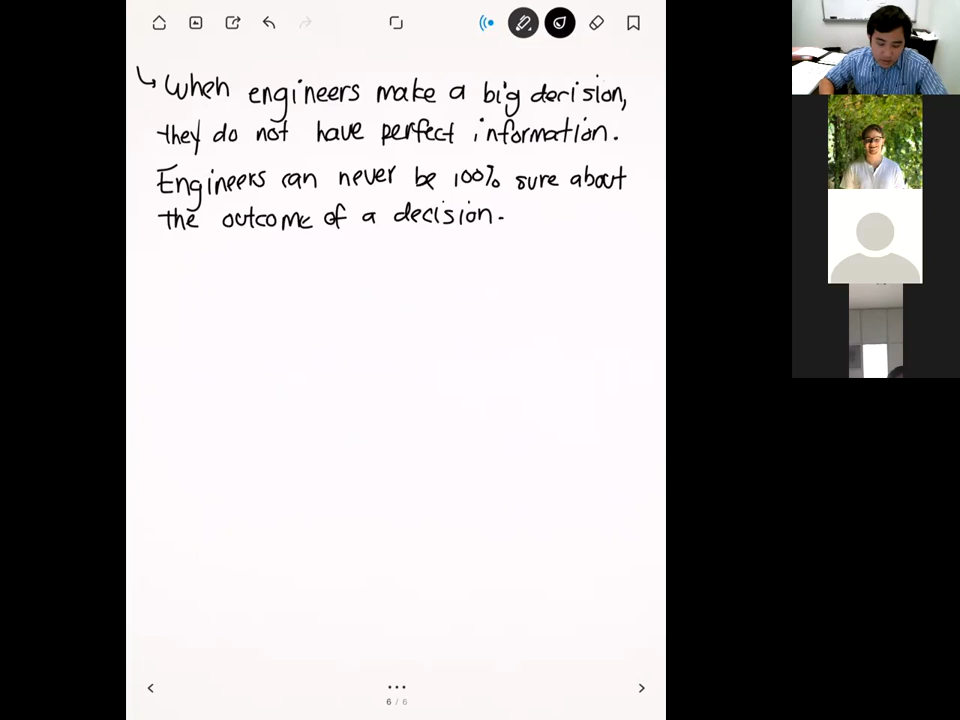 ↳ When engineers make a big decision,
they do not have perfect information.
Engineers can never be 100% sure about
the outcome of a decision.
6 / 6